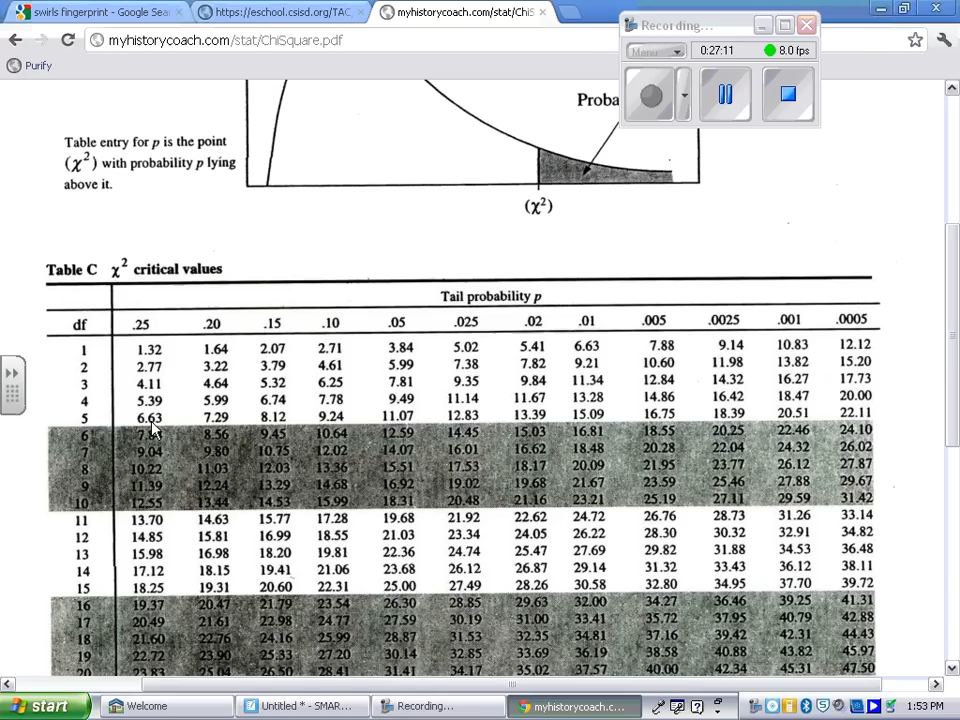 swirls fingerprint - Google Sea
https://eschool.csisd.org/TAC_
myhistorycoach.com/stat/ChiS
Recording...
myhistorycoach.com/stat/ChiSquare.pdf
Menu
0:27:11
8.0 fps
Purify
Proba
Table entry for p is the point
(χ²) with probability p lying
above it.
(χ²)
Table C χ² critical values
Tail probability p
df .25 .20 .15 .10 .05 .025 .02 .01 .005 .0025 .001 .0005
1 1.32 1.64 2.07 2.71 3.84 5.02 5.41 6.63 7.88 9.14 10.83 12.12
2 2.77 3.22 3.79 4.61 5.99 7.38 7.82 9.21 10.60 11.98 13.82 15.20
3 4.11 4.64 5.32 6.25 7.81 9.35 9.84 11.34 12.84 14.32 16.27 17.73
4 5.39 5.99 6.74 7.78 9.49 11.14 11.67 13.28 14.86 16.42 18.47 20.00
5 6.63 7.29 8.12 9.24 11.07 12.83 13.39 15.09 16.75 18.39 20.51 22.11
6 8.56 9.45 10.64 12.59 14.45 15.03 16.81 18.55 20.25 22.46 24.10
7 9.04 9.80 10.75 12.02 14.07 16.01 16.62 18.48 20.28 22.04 24.32 26.02
8 10.22 11.03 12.03 13.36 15.51 17.53 18.17 20.09 21.95 23.77 26.12 27.87
9 11.39 12.24 13.29 14.68 16.92 19.02 19.68 21.67 23.59 25.46 27.88 29.67
10 12.55 13.44 14.53 15.99 18.31 20.48 21.16 23.21 25.19 27.11 29.59 31.42
11 13.70 14.63 15.77 17.28 19.68 21.92 22.62 24.72 26.76 28.73 31.26 33.14
12 14.85 15.81 16.99 18.55 21.03 23.34 24.05 26.22 28.30 30.32 32.91 34.82
13 15.98 16.98 18.20 19.81 22.36 24.74 25.47 27.69 29.82 31.88 34.53 36.48
14 17.12 18.15 19.41 21.06 23.68 26.12 26.87 29.14 31.32 33.43 36.12 38.11
15 18.25 19.31 20.60 22.31 25.00 27.49 28.26 30.58 32.80 34.95 37.70 39.72
16 19.37 20.47 21.79 23.54 26.30 28.85 29.63 32.00 34.27 36.46 39.25 41.31
17 20.49 21.61 22.98 24.77 27.59 30.19 31.00 33.41 35.72 37.95 40.79 42.88
18 21.60 22.76 24.16 25.99 28.87 31.53 32.35 34.81 37.16 39.42 42.31 44.43
19 22.72 23.90 25.33 27.20 30.14 32.85 33.69 36.19 38.58 40.88 43.82 45.97
20 23.83 25.04 26.50 28.41 31.41 34.17 35.02 37.57 40.00 42.34 45.31 47.50
start
Welcome
Untitled * - SMAR...
Recording...
myhistorycoach.c...
1:53 PM